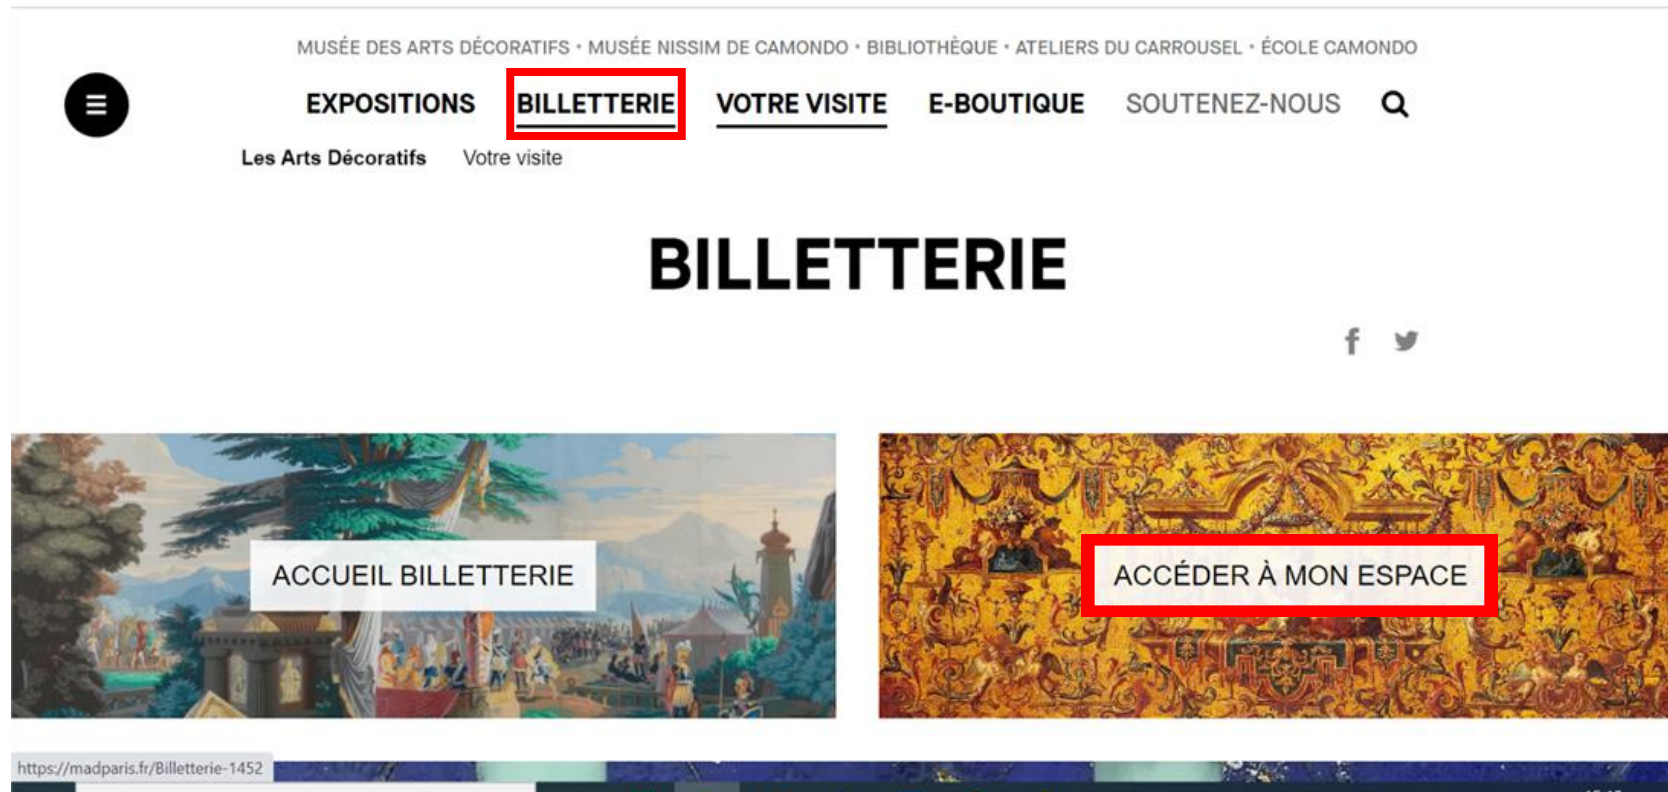 MUSÉE DES ARTS DÉCORATIFS • MUSÉE NISSIM DE CAMONDO • BIBLIOTHÈQUE • ATELIERS DU CARROUSEL • ÉCOLE CAMONDO
EXPOSITIONS BILLETTERIE VOTRE VISITE E-BOUTIQUE SOUTENEZ-NOUS
Les Arts Décoratifs Votre visite
BILLETTERIE
ACCUEIL BILLETTERIE
ACCÉDER À MON ESPACE
https://madparis.fr/Billetterie-1452